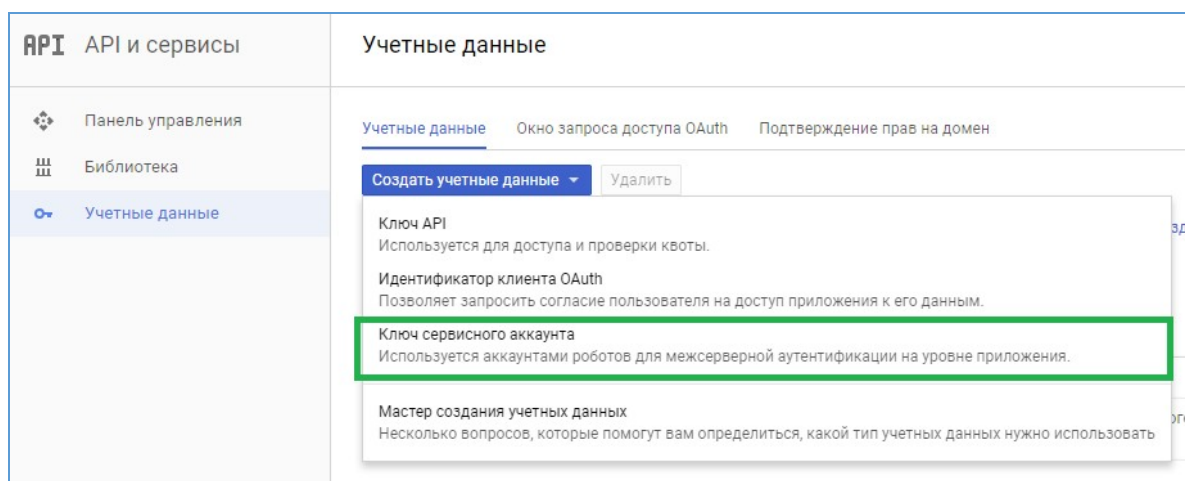 API API и сервисы
Учетные данные
Панель управления
Библиотека
Учетные данные
Учетные данные Окно запроса доступа OAuth Подтверждение прав на домен
Создать учетные данные Удалить
Ключ API
Используется для доступа и проверки квоты.
Идентификатор клиента OAuth
Позволяет запросить согласие пользователя на доступ приложения к его данным.
Ключ сервисного аккаунта
Используется аккаунтами роботов для межсерверной аутентификации на уровне приложения.
Мастер создания учетных данных
Несколько вопросов, которые помогут вам определиться, какой тип учетных данных нужно использовать